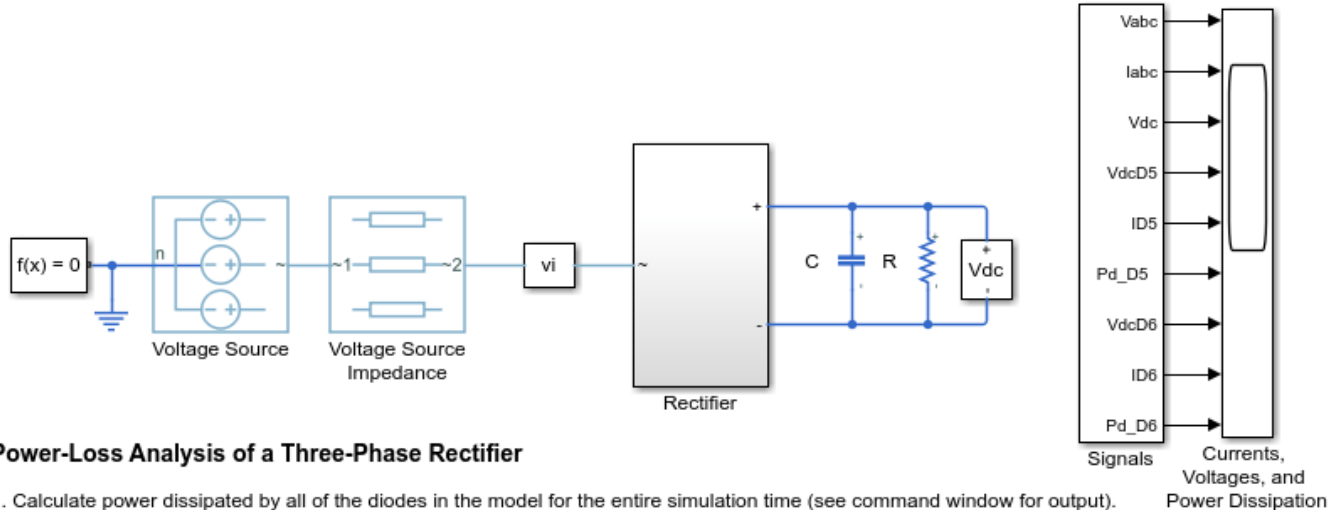 Vabc
Iabc
Vdc
VdcD5
ID5
Pd_D5
VdcD6
ID6
Pd_D6
Signals
Currents,
Voltages, and
Power Dissipation
f(x) = 0
n
- +
- +
- +
~
Voltage Source
~1
~2
Voltage Source
Impedance
vi
~
+
-
Rectifier
C
+
R
+
+
Vdc
-
Power-Loss Analysis of a Three-Phase Rectifier
. Calculate power dissipated by all of the diodes in the model for the entire simulation time (see command window for output).